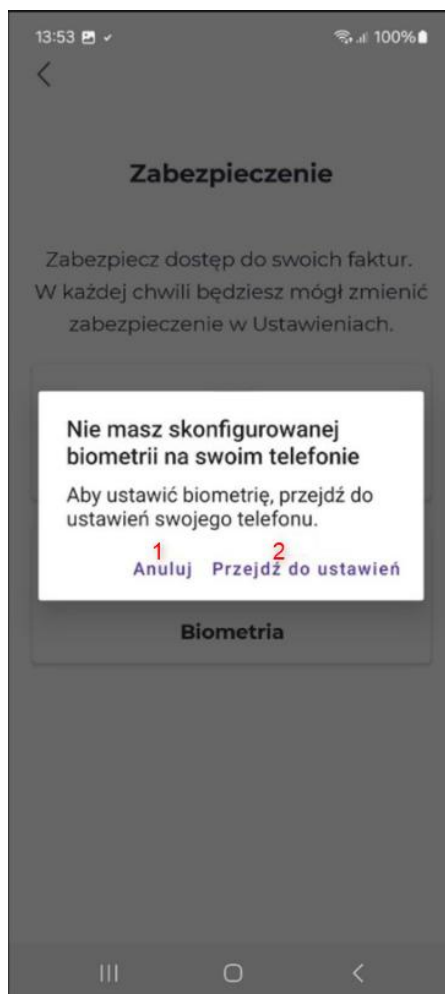 13:53 100%
Zabezpieczenie
Zabezpiecz dostęp do swoich faktur.
W każdej chwili będziesz mógł zmienić
zabezpieczenie w Ustawieniach.
Nie masz skonfigurowanej
biometrii na swoim telefonie
Aby ustawić biometrię, przejdź do
ustawień swojego telefonu.
1 2
Anuluj Przejdź do ustawień
Biometria